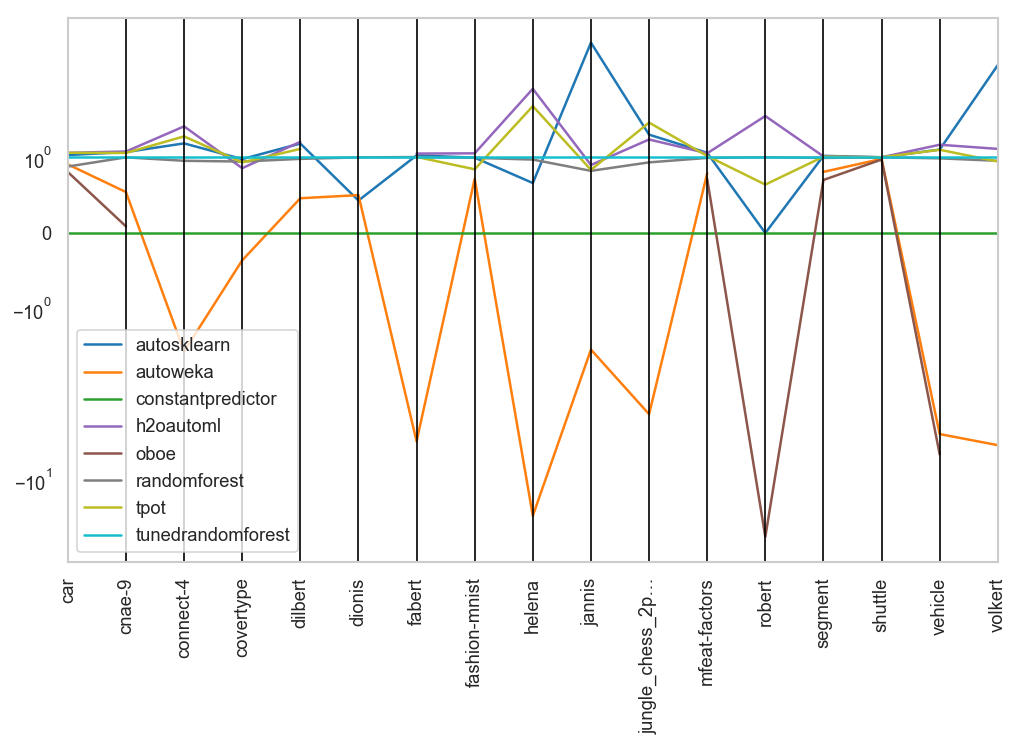 10⁰
0
−10⁰
−10¹
autosklearn
autoweka
constantpredictor
h2oautoml
oboe
randomforest
tpot
tunedrandomforest
car
cnae-9
connect-4
covertype
dilbert
dionis
fabert
fashion-mnist
helena
jannis
jungle_chess_2p…
mfeat-factors
robert
segment
shuttle
vehicle
volkert